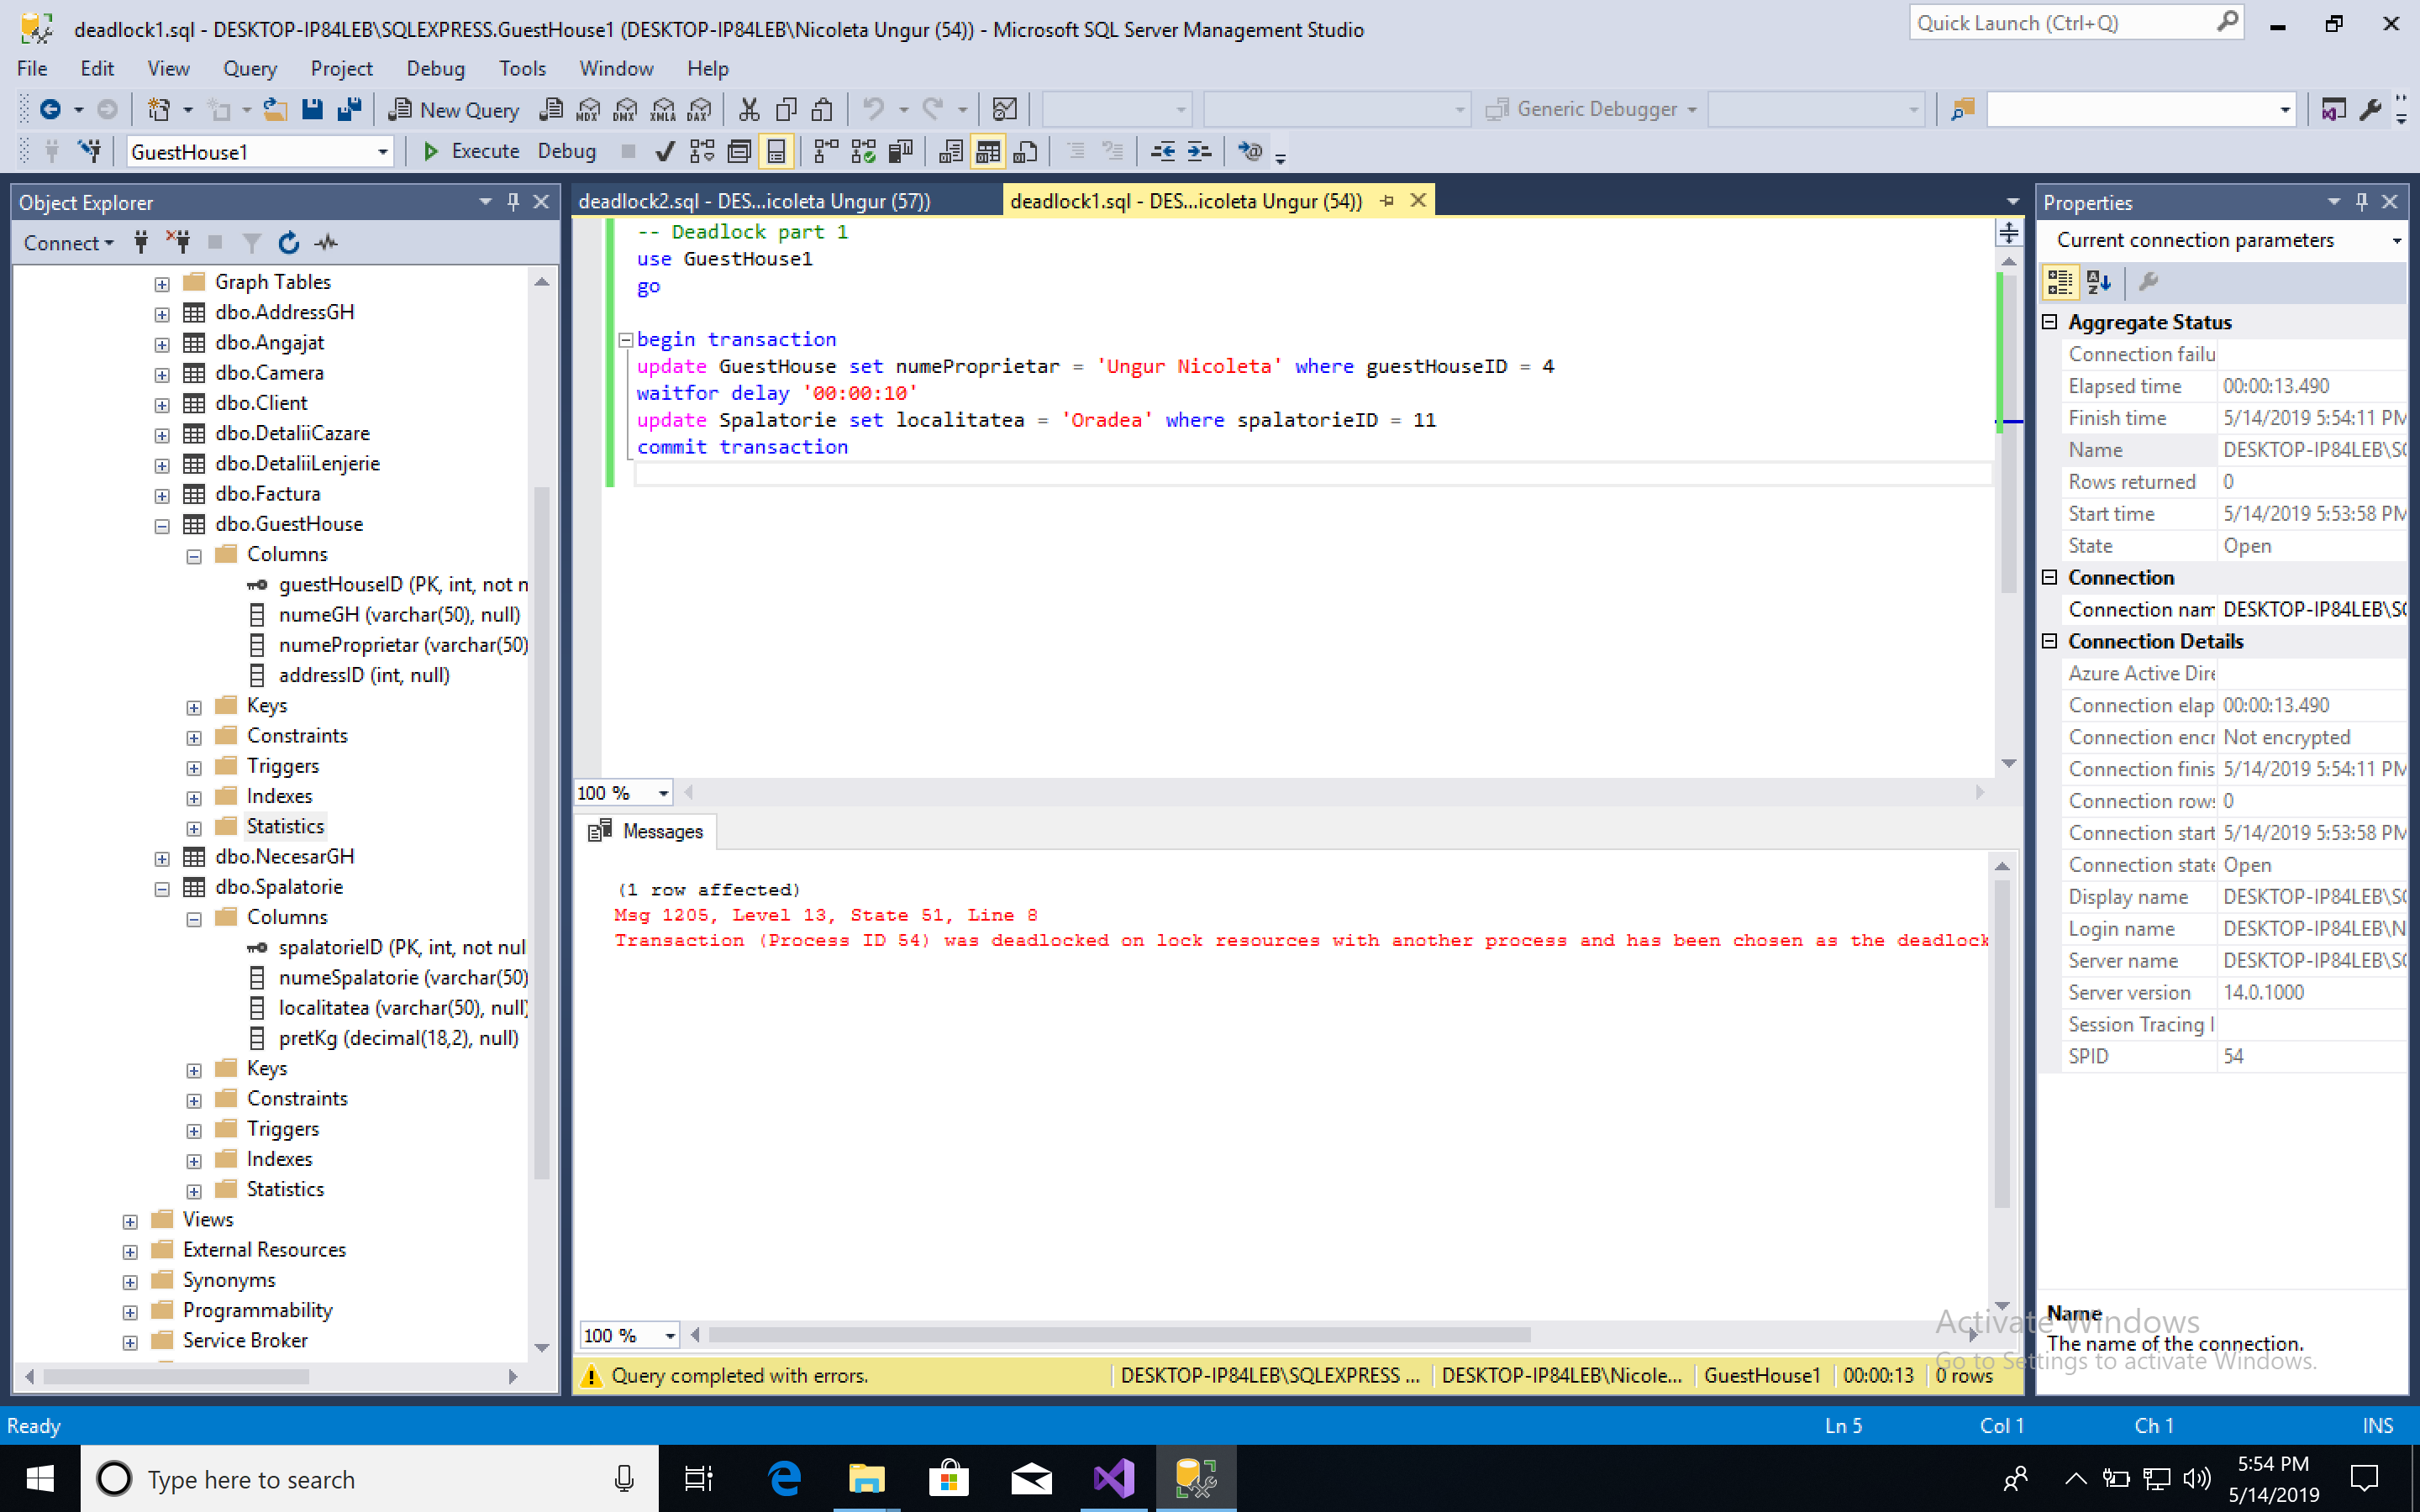 deadlock1.sql - DESKTOP-IP84LEB\SQLEXPRESS.GuestHouse1 (DESKTOP-IP84LEB\Nicoleta Ungur (54)) - Microsoft SQL Server Management Studio
Quick Launch (Ctrl+Q)
File Edit View Query Project Debug Tools Window Help
New Query MDX DMX XMLA DAX Generic Debugger
GuestHouse1 Execute Debug
Object Explorer
Connect
Graph Tables
dbo.AddressGH
dbo.Angajat
dbo.Camera
dbo.Client
dbo.DetaliiCazare
dbo.DetaliiLenjerie
dbo.Factura
dbo.GuestHouse
Columns
guestHouseID (PK, int, not n
numeGH (varchar(50), null)
numeProprietar (varchar(50)
addressID (int, null)
Keys
Constraints
Triggers
Indexes
Statistics
dbo.NecesarGH
dbo.Spalatorie
Columns
spalatorieID (PK, int, not nul
numeSpalatorie (varchar(50)
localitatea (varchar(50), null)
pretKg (decimal(18,2), null)
Keys
Constraints
Triggers
Indexes
Statistics
Views
External Resources
Synonyms
Programmability
Service Broker
deadlock2.sql - DES...icoleta Ungur (57))
deadlock1.sql - DES...icoleta Ungur (54))
-- Deadlock part 1
use GuestHouse1
go
begin transaction
update GuestHouse set numeProprietar = 'Ungur Nicoleta' where guestHouseID = 4
waitfor delay '00:00:10'
update Spalatorie set localitatea = 'Oradea' where spalatorieID = 11
commit transaction
100 %
Messages
(1 row affected)
Msg 1205, Level 13, State 51, Line 8
Transaction (Process ID 54) was deadlocked on lock resources with another process and has been chosen as the deadlock
100 %
Query completed with errors. DESKTOP-IP84LEB\SQLEXPRESS ... DESKTOP-IP84LEB\Nicole... GuestHouse1 00:00:13 0 rows
Properties
Current connection parameters
Aggregate Status
Connection failu
Elapsed time 00:00:13.490
Finish time 5/14/2019 5:54:11 PM
Name DESKTOP-IP84LEB\SQ
Rows returned 0
Start time 5/14/2019 5:53:58 PM
State Open
Connection
Connection nam DESKTOP-IP84LEB\SQ
Connection Details
Azure Active Dire
Connection elap 00:00:13.490
Connection encr Not encrypted
Connection finis 5/14/2019 5:54:11 PM
Connection rows 0
Connection start 5/14/2019 5:53:58 PM
Connection state Open
Display name DESKTOP-IP84LEB\SQ
Login name DESKTOP-IP84LEB\N
Server name DESKTOP-IP84LEB\SQ
Server version 14.0.1000
Session Tracing I
SPID 54
Name
The name of the connection.
Activate Windows
Go to Settings to activate Windows.
Ready Ln 5 Col 1 Ch 1 INS
Type here to search
5:54 PM
5/14/2019